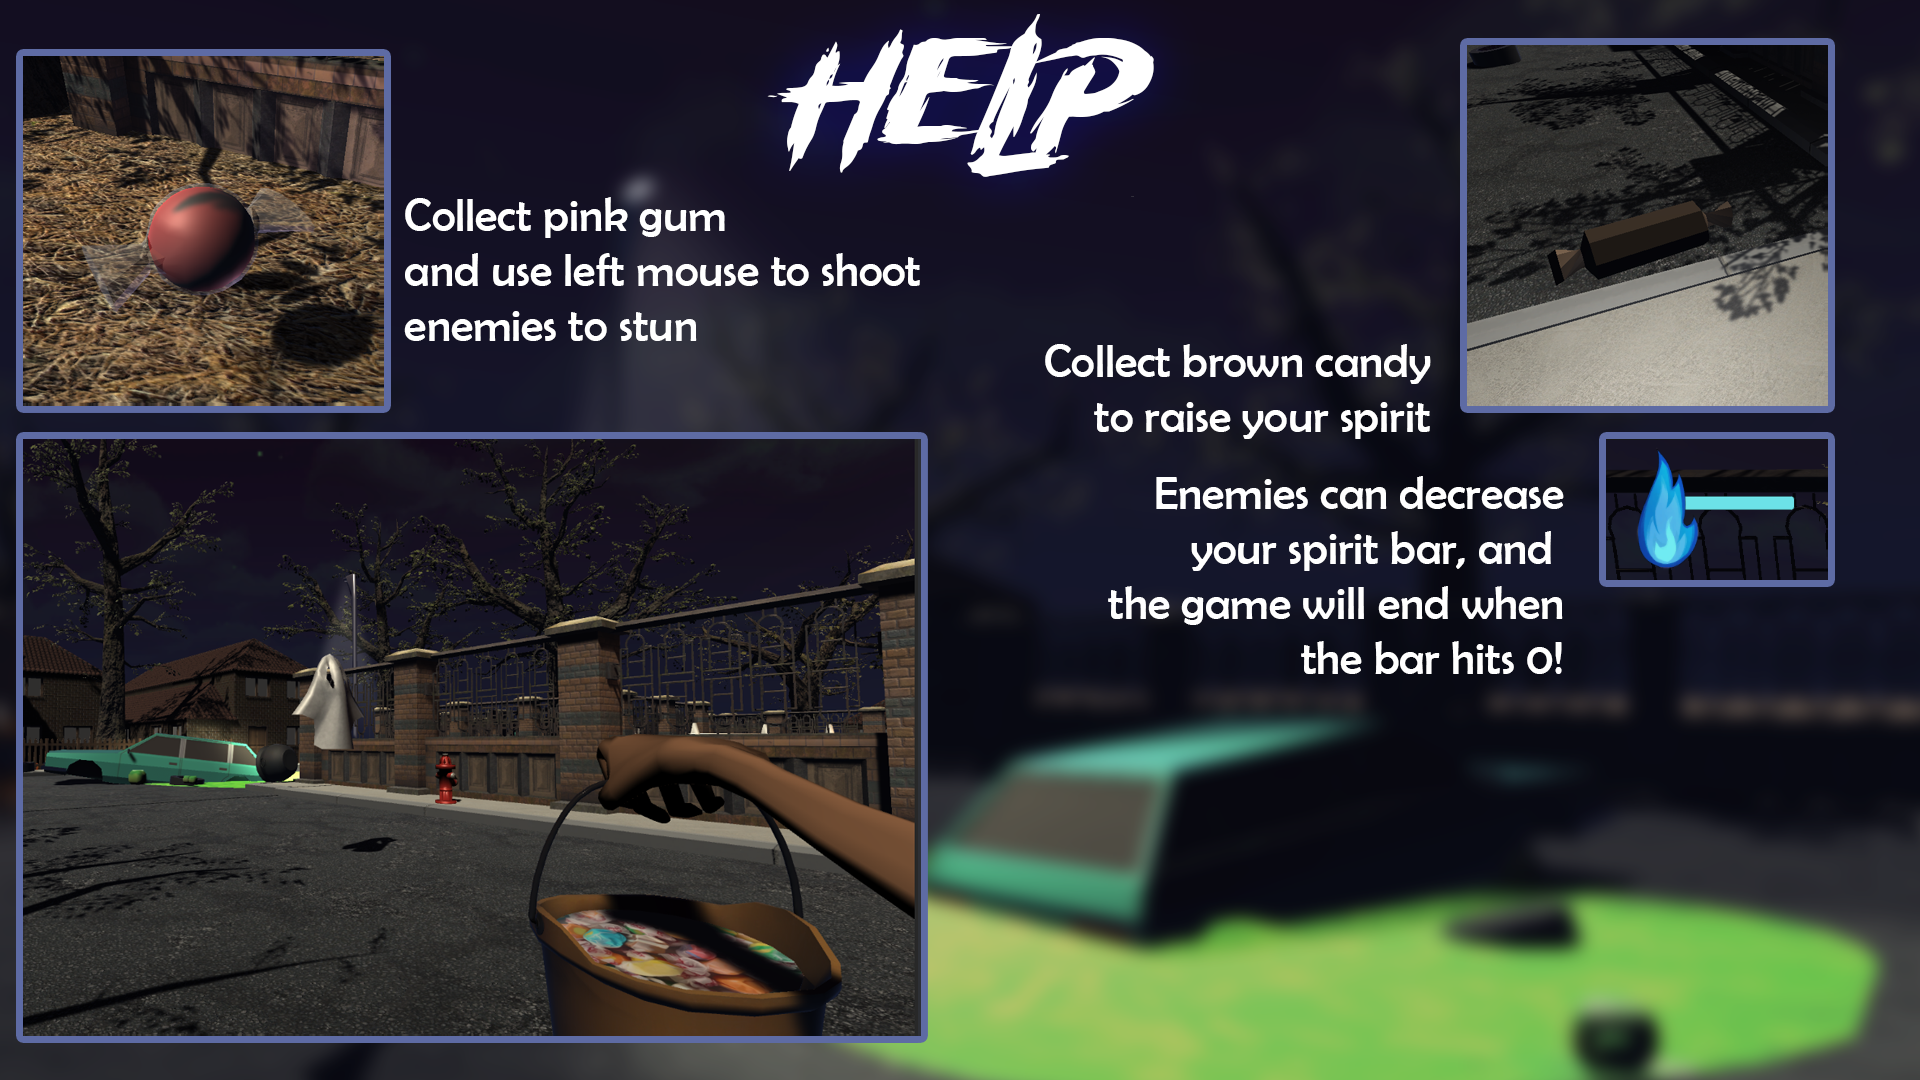 HELP
Collect pink gum
and use left mouse to shoot
enemies to stun
Collect brown candy
to raise your spirit
Enemies can decrease
your spirit bar, and
the game will end when
the bar hits 0!